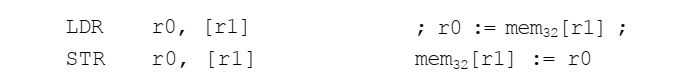 LDR r0, [r1] ; r0 := mem32[r1] ;
STR r0, [r1] mem32[r1] := r0